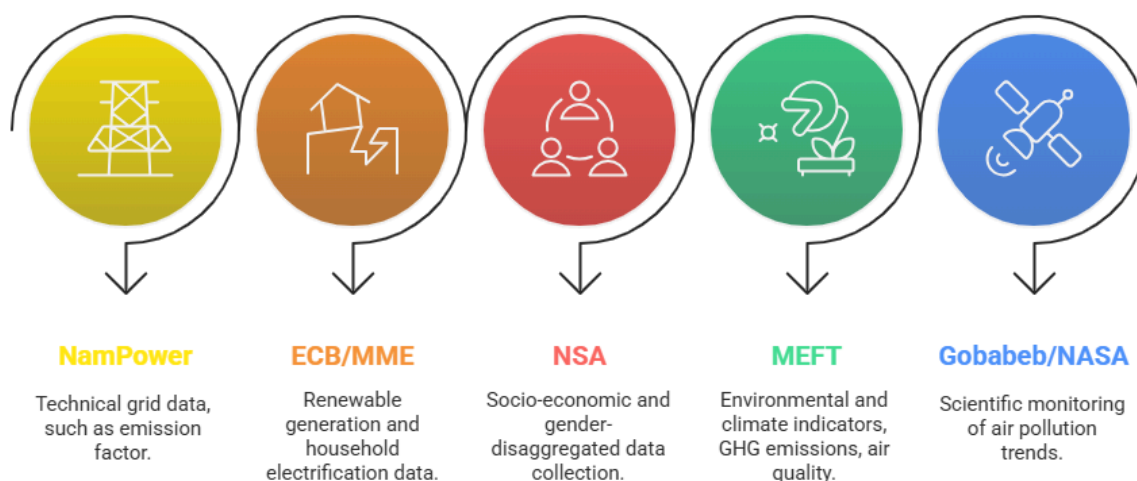 NamPower
Technical grid data,
such as emission
factor.
ECB/MME
Renewable
generation and
household
electrification data.
NSA
Socio-economic and
gender-
disaggregated data
collection.
MEFT
Environmental and
climate indicators,
GHG emissions, air
quality.
Gobabeb/NASA
Scientific monitoring
of air pollution
trends.